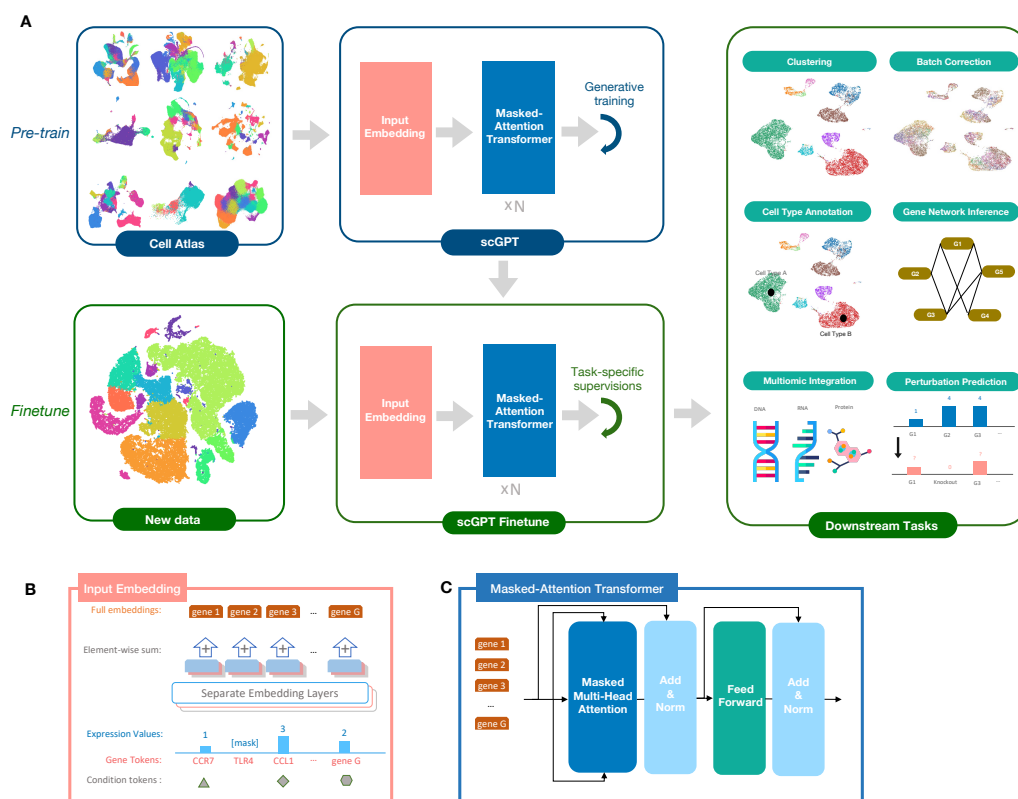 A
Pre-train
Cell Atlas
Input
Embedding
Masked-
Attention
Transformer
Generative
training
xN
scGPT
Finetune
New data
Input
Embedding
Masked-
Attention
Transformer
Task-specific
supervisions
xN
scGPT Finetune
Clustering
Batch Correction
Cell Type Annotation
Gene Network Inference
Cell Type A
Cell Type B
G1
G2
G5
G3
G4
Multiomic Integration
Perturbation Prediction
DNA
RNA
Protein
1
4
4
G1
G2
G3
...
?
0
?
G1
Knockout
G3
...
Downstream Tasks
B
Input Embedding
Full embeddings:
gene 1
gene 2
gene 3
...
gene G
Element-wise sum:
+
+
+
...
+
Separate Embedding Layers
Expression Values:
1
[mask]
3
2
Gene Tokens:
CCR7
TLR4
CCL1
...
gene G
Condition tokens :
C
Masked-Attention Transformer
gene 1
gene 2
gene 3
...
gene G
Masked
Multi-Head
Attention
Add
&
Norm
Feed
Forward
Add
&
Norm